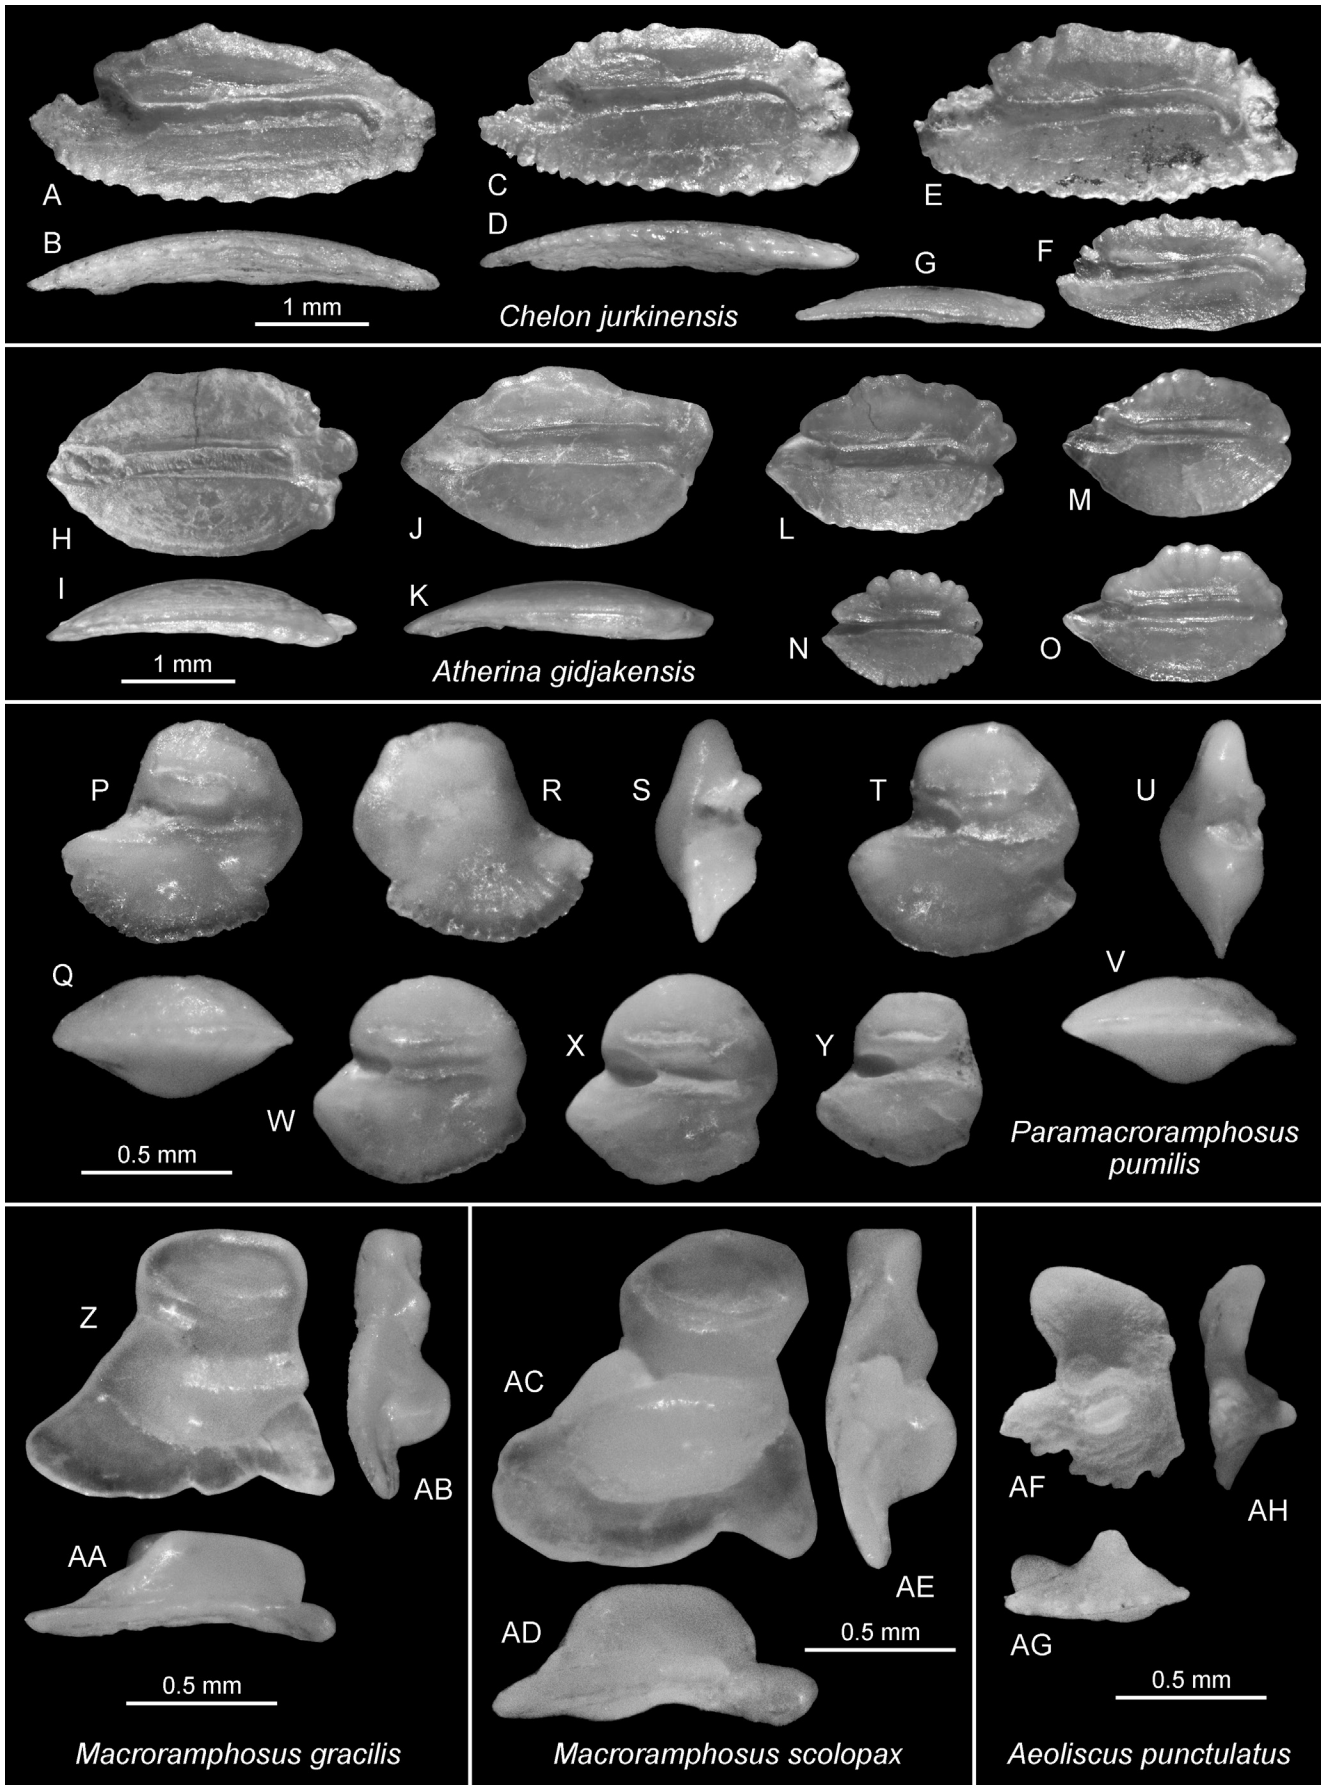 A
C
E
B
D
G
F
1 mm
Chelon jurkinensis
H
J
L
M
I
K
N
O
1 mm
Atherina gidjakensis
P
R
S
T
U
Q
V
W
X
Y
0.5 mm
Paramacroramphosus
pumilis
Z
AB
AA
0.5 mm
Macroramphosus gracilis
AC
AE
AD
0.5 mm
Macroramphosus scolopax
AF
AH
AG
0.5 mm
Aeoliscus punctulatus